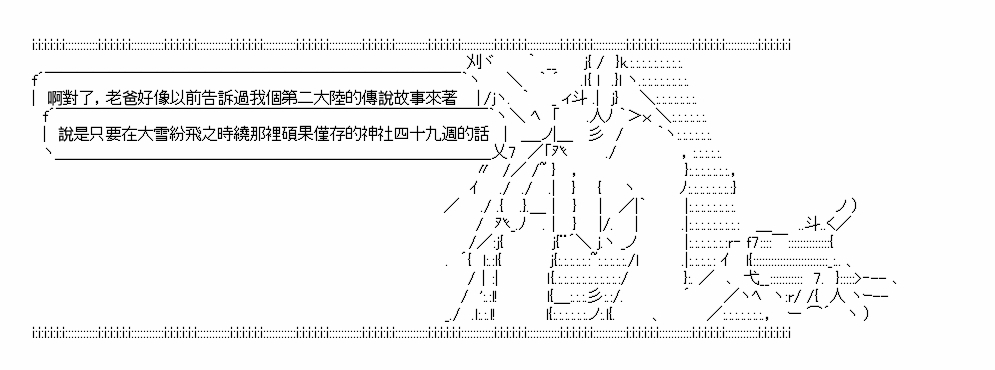 啊對了，老爸好像以前告訴過我個第二大陸的傳說故事來著
說是只要在大雪紛飛之時繞那裡碩果僅存的神社四十九週的話